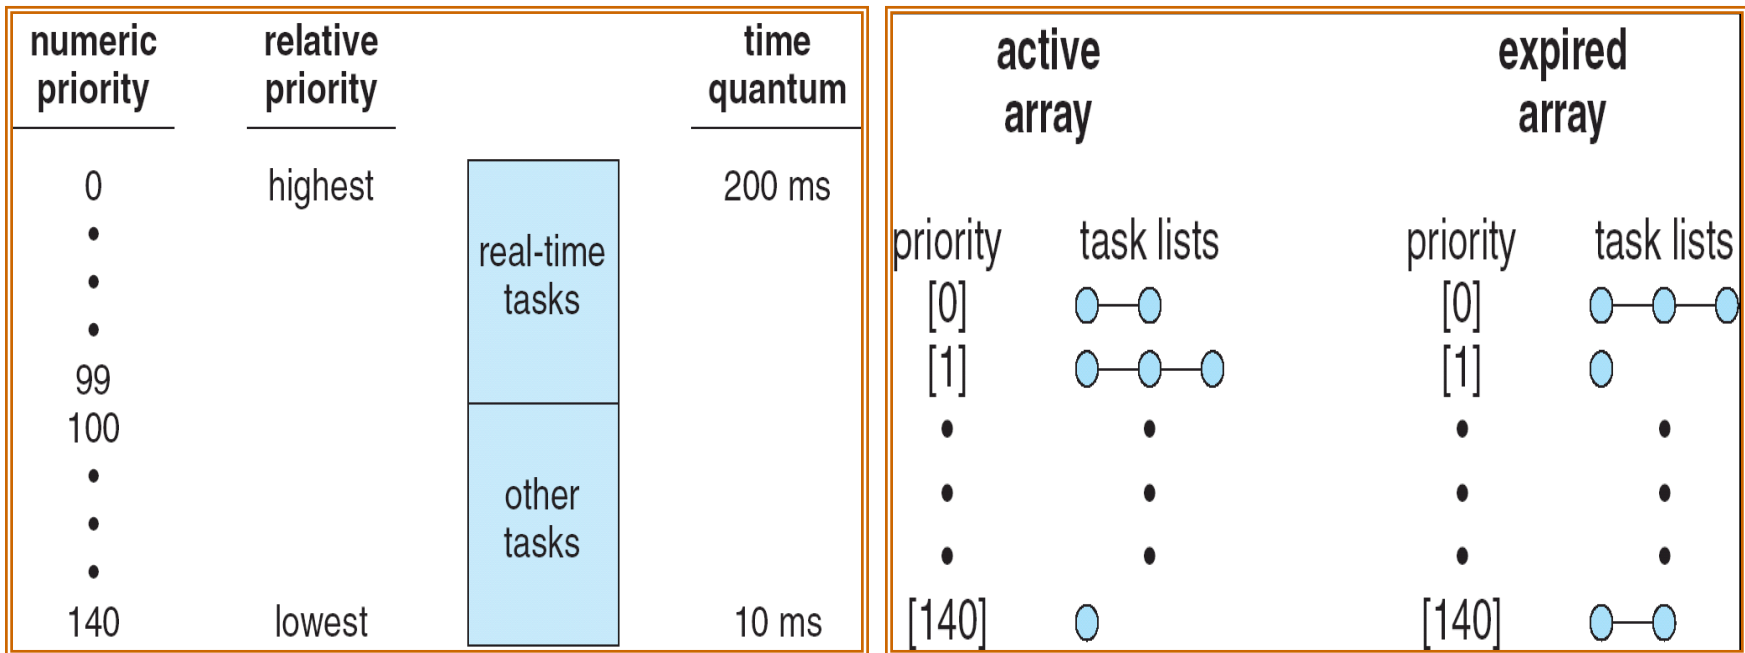 numeric priority
relative priority
time quantum
0
highest
200 ms
real-time
tasks
99
100
other
tasks
140
lowest
10 ms
active
array
expired
array
priority
task lists
priority
task lists
[0]
[0]
[1]
[1]
[140]
[140]